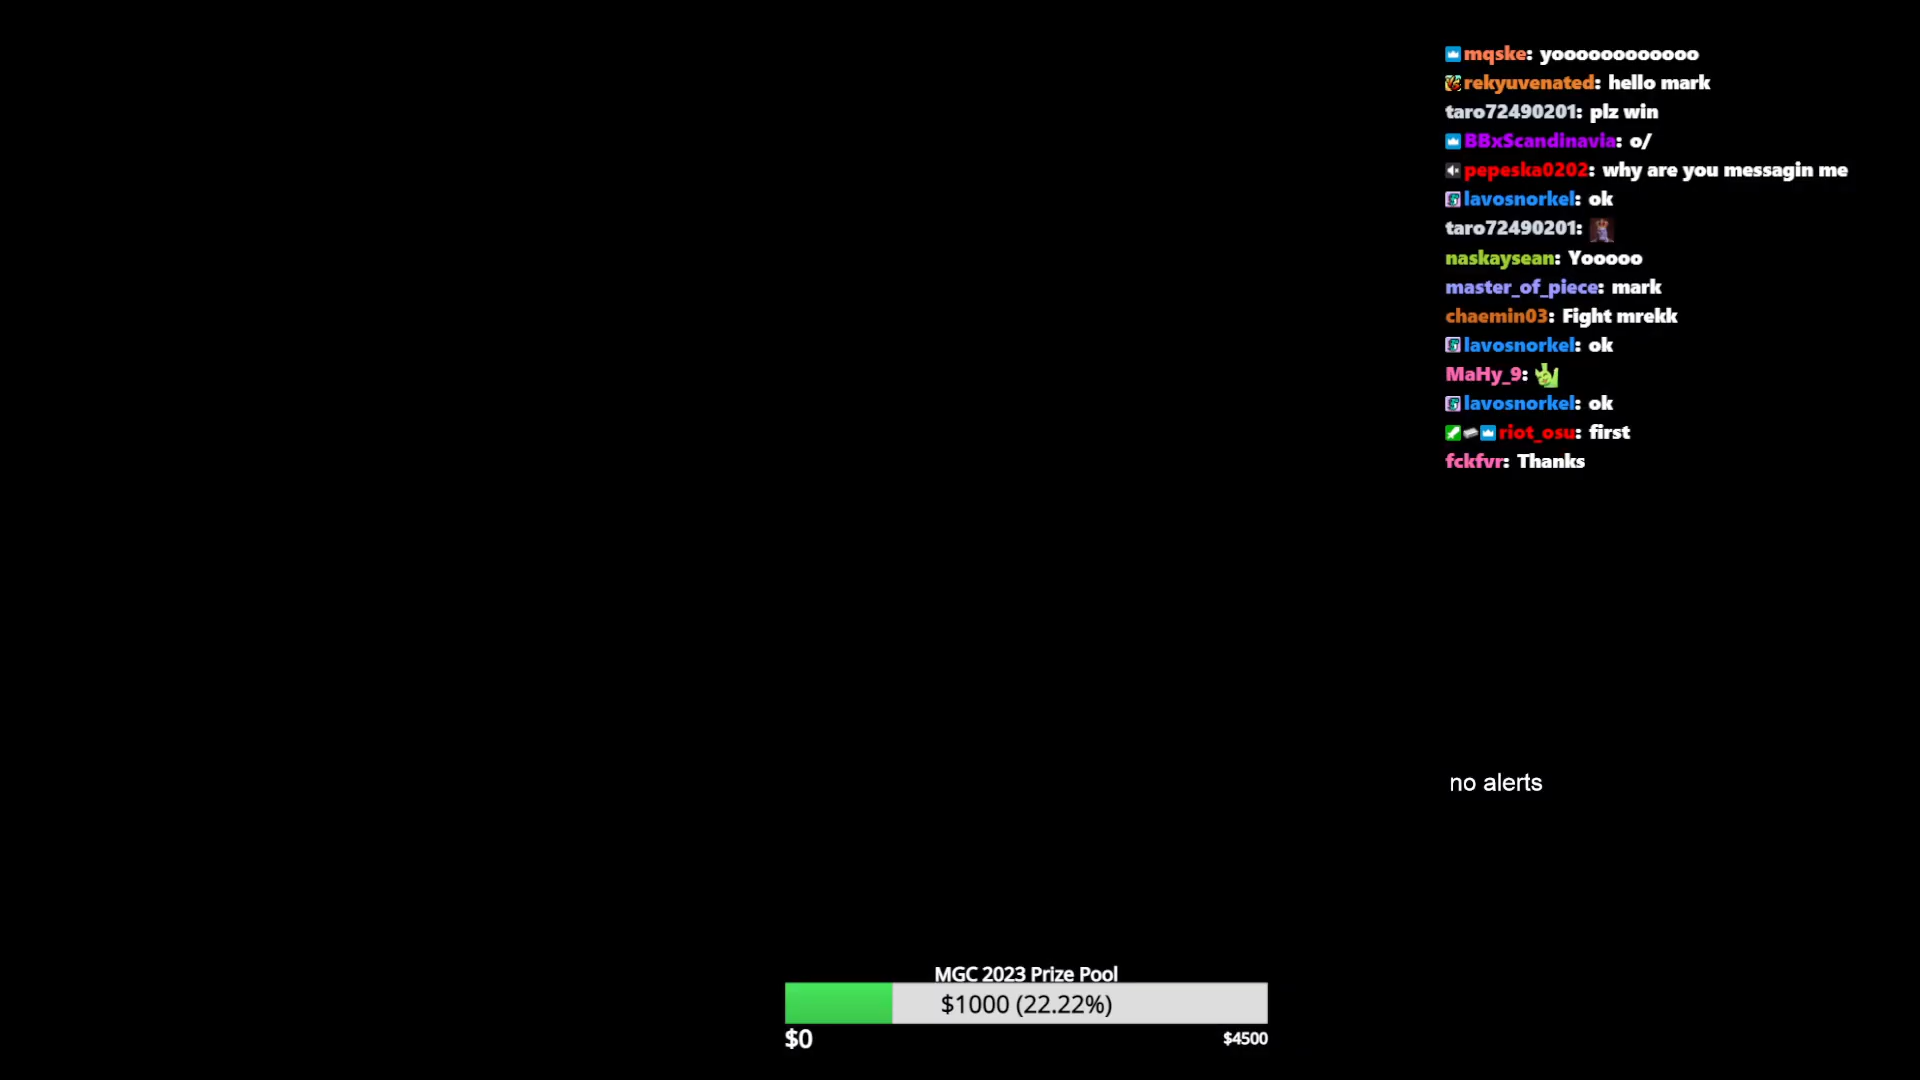 mqske: yoooooooooooo
rekyuvenated: hello mark
taro72490201: plz win
BBxScandinavia: o/
pepeska0202: why are you messagin me
lavosnorkel: ok
taro72490201:
naskaysean: Yooooo
master_of_piece: mark
chaemin03: Fight mrekk
lavosnorkel: ok
MaHy_9:
lavosnorkel: ok
riot_osu: first
fckfvr: Thanks
no alerts
MGC 2023 Prize Pool
$1000 (22.22%)
$0 $4500